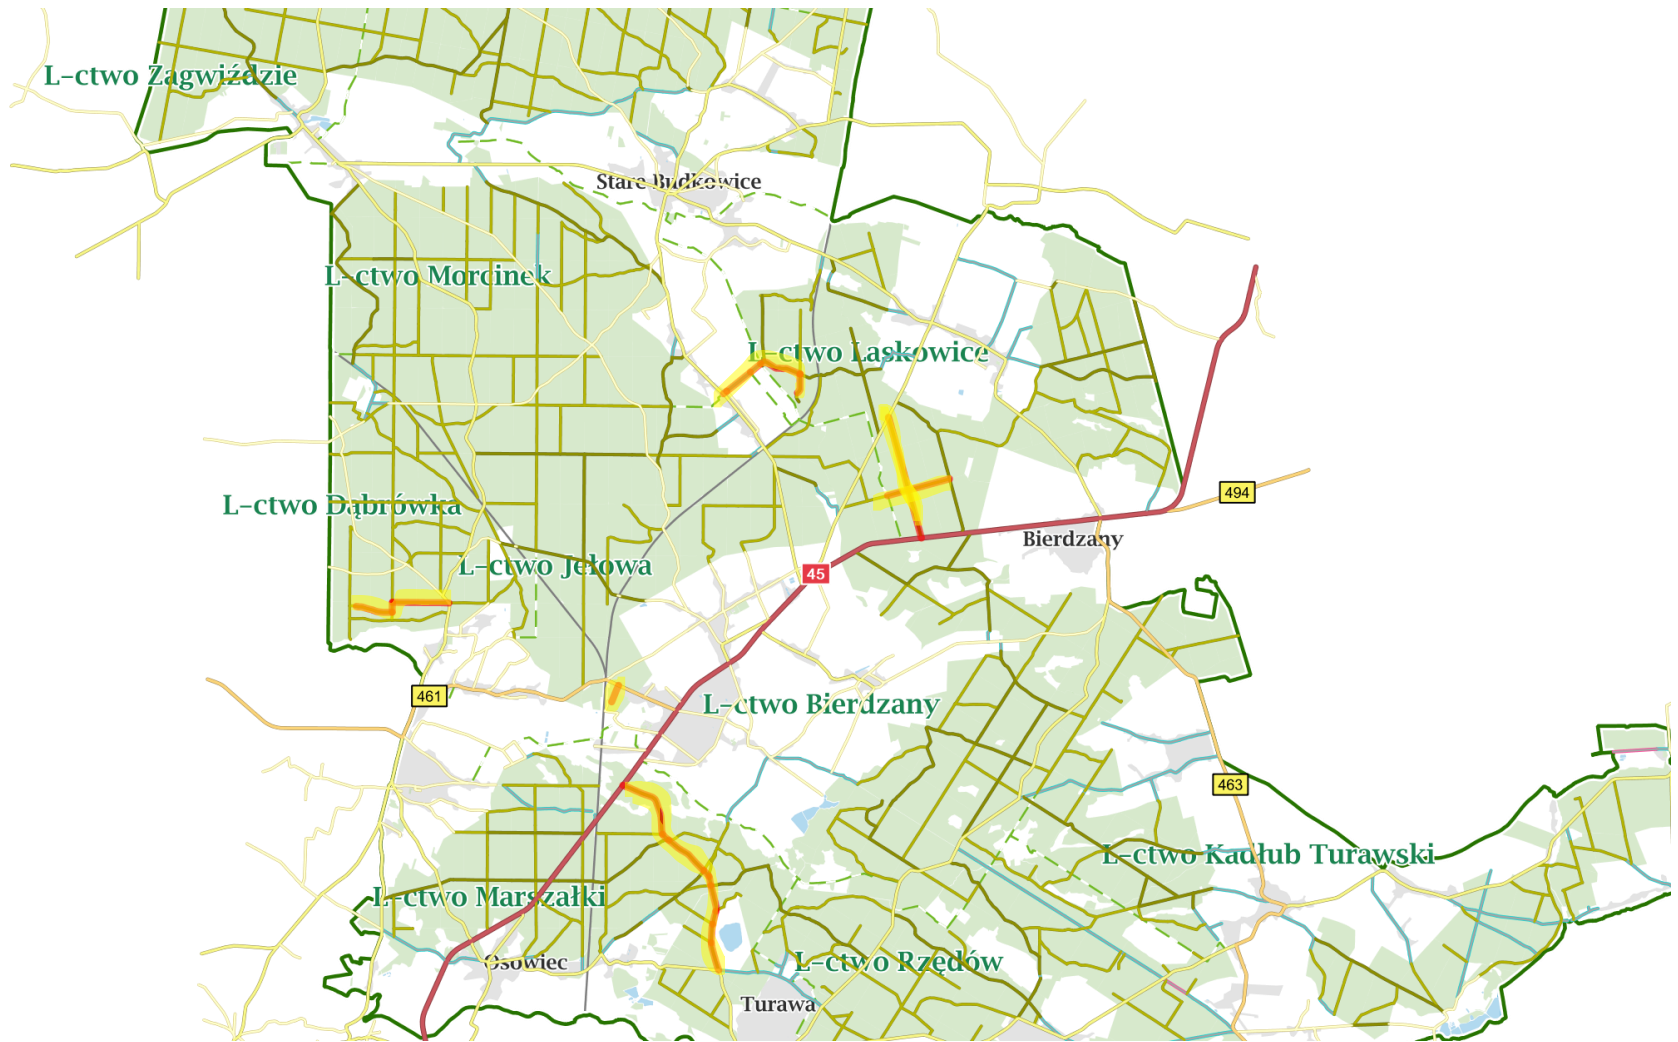 L-ctwo Zagwiździe
Stare Budkowice
L-ctwo Morcinek
L-ctwo Laskowice
494
L-ctwo Dąbrówka
Bierdzany
L-ctwo Jełowa
45
461
L-ctwo Bierdzany
463
L-ctwo Kadłub Turawski
L-ctwo Marszałki
Osowiec
L-ctwo Rzędów
Turawa